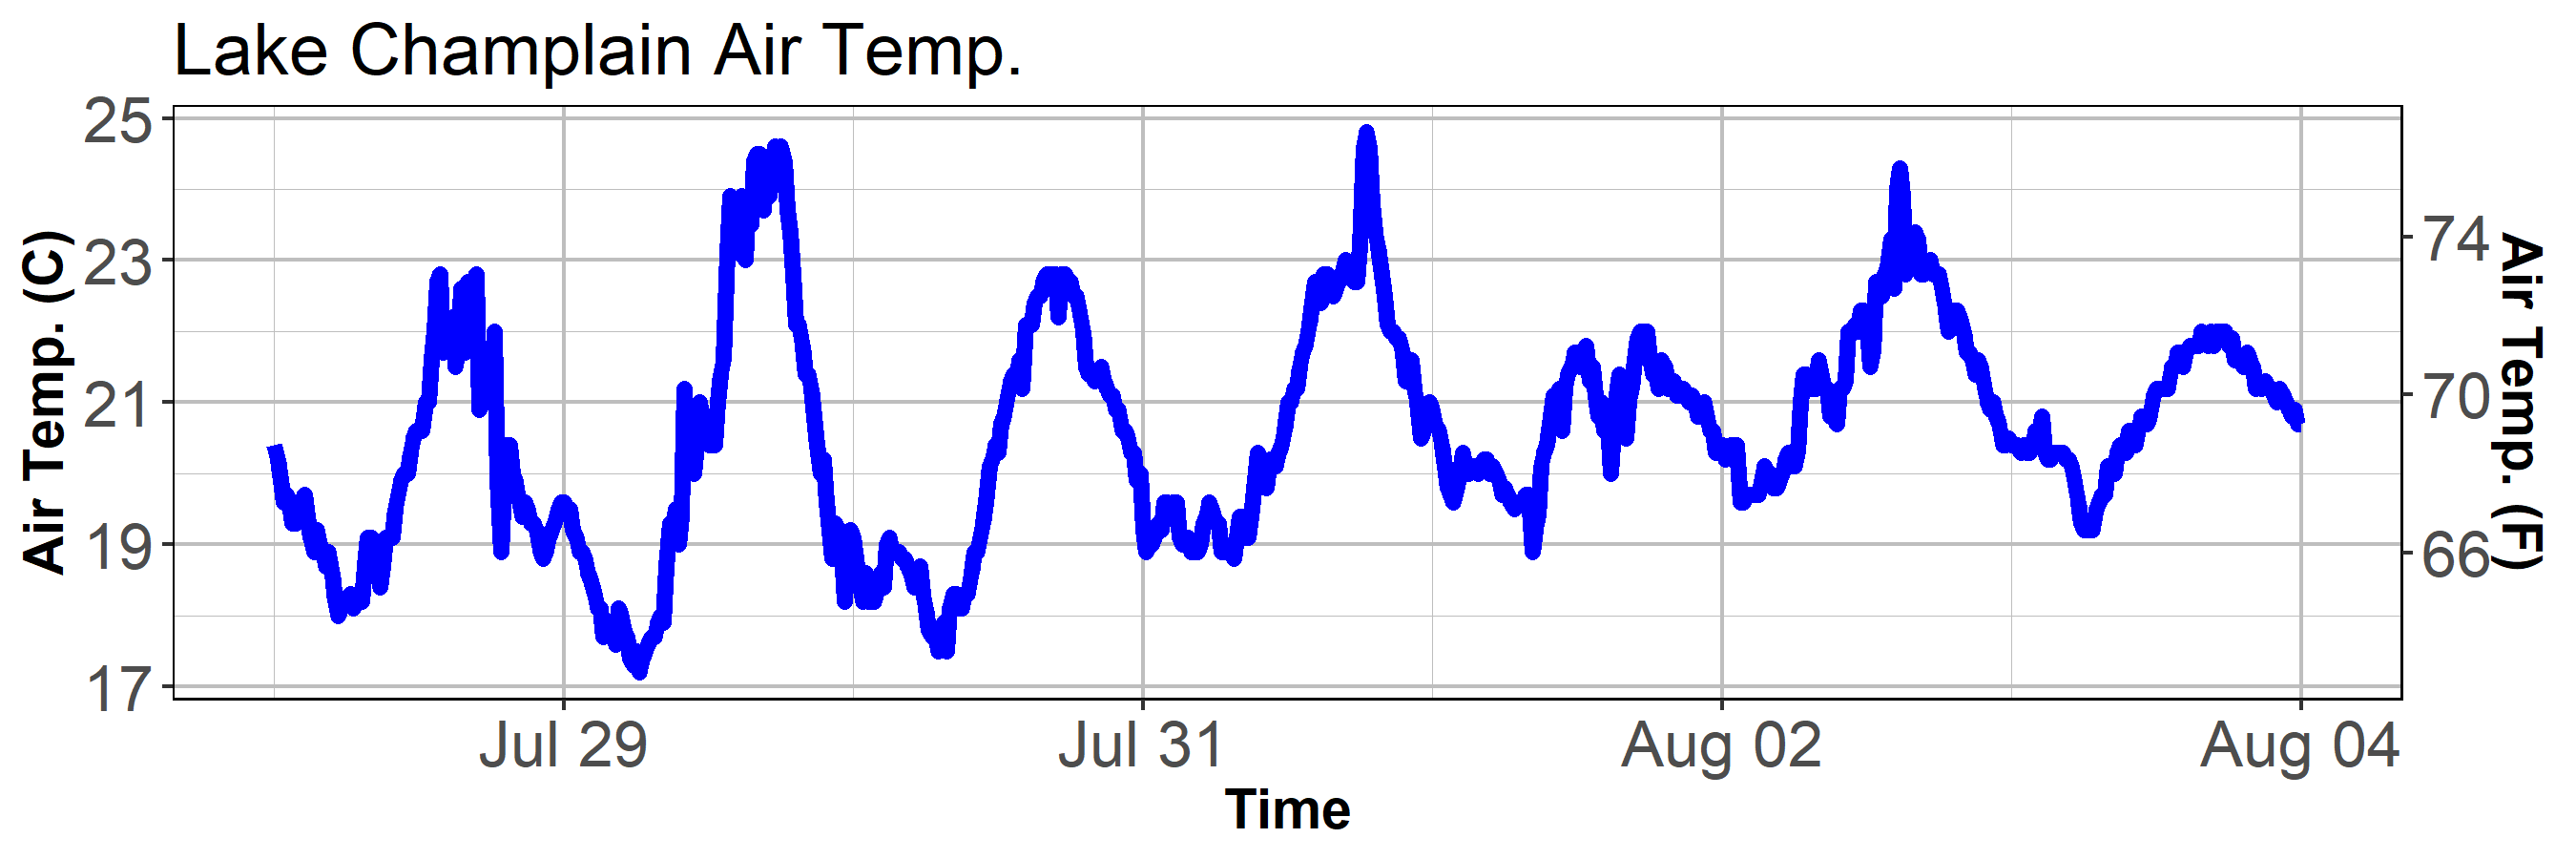 Lake Champlain Air Temp.
25
23
21
19
17
Air Temp. (C)
74
70
66
Air Temp. (F)
Jul 29
Jul 31
Aug 02
Aug 04
Time